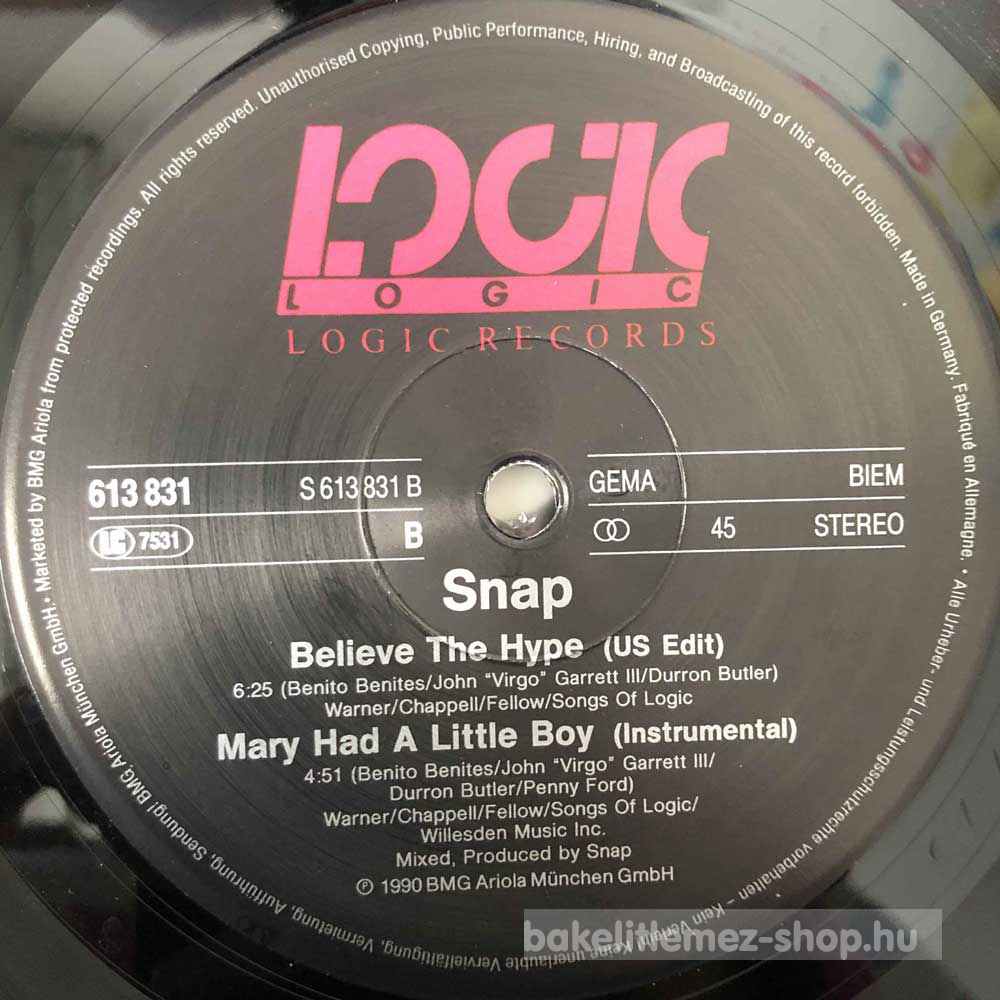 LOGIC
LOGIC
LOGIC RECORDS
613 831 S 613 831 B
LC 7531 B
GEMA BIEM
45 STEREO
Snap
Believe The Hype (US Edit)
6:25 (Benito Benites/John "Virgo" Garrett III/Durron Butler)
Warner/Chappell/Fellow/Songs Of Logic
Mary Had A Little Boy (Instrumental)
4:51 (Benito Benites/John "Virgo" Garrett III/
Durron Butler/Penny Ford)
Warner/Chappell/Fellow/Songs Of Logic/
Willesden Music Inc.
Mixed, Produced by Snap
℗ 1990 BMG Ariola München GmbH
Marketed by BMG Ariola from protected recordings. All rights reserved. Unauthorised Copying, Public Performance, Hiring, and Broadcasting of this record forbidden. Made in Germany. Fabriqué en Allemagne. • Alle Urheber- und Leistungsschutzrechte vorbehalten – Kein Verleih! Keine unerlaubte Vervielfältigung, Vermietung, Aufführung, Sendung! BMG Ariola München GmbH. •
bakelitlemez-shop.hu